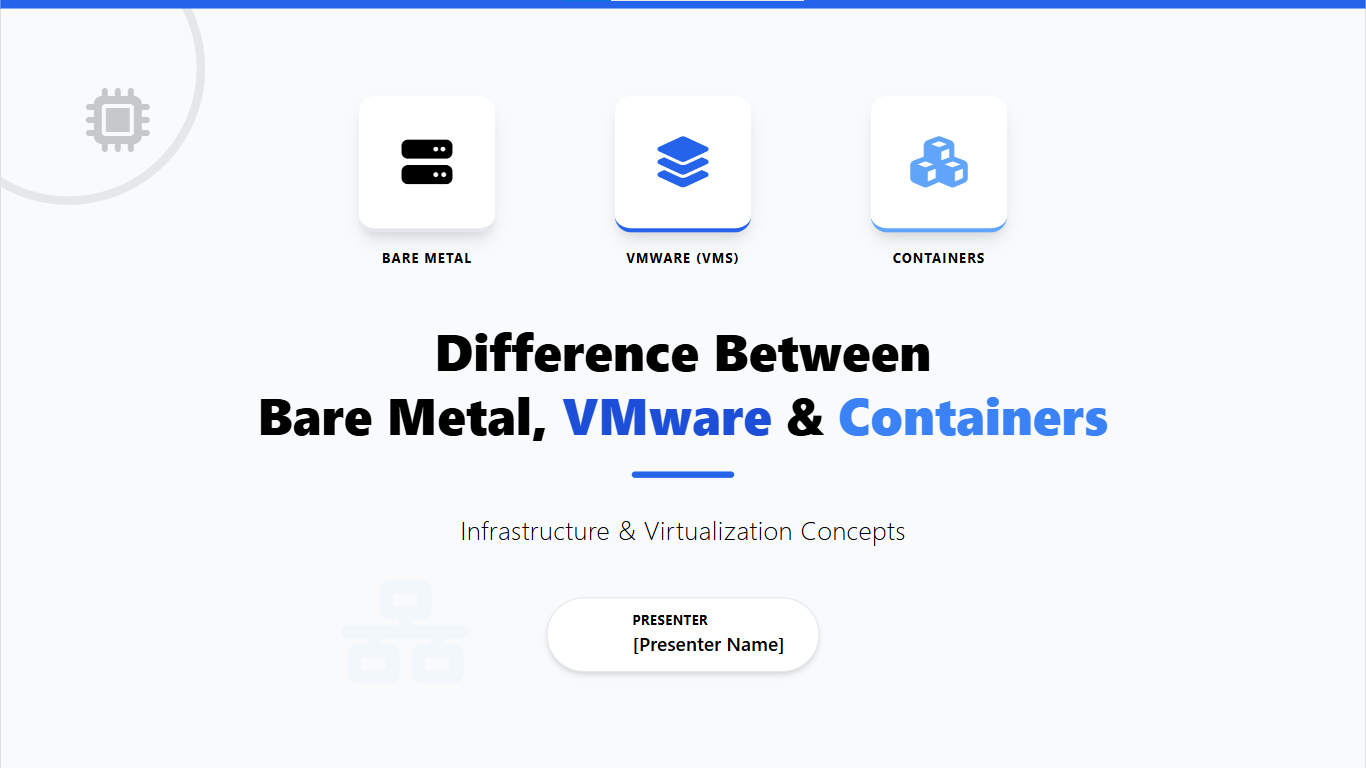 BARE METAL
VMWARE (VMS)
CONTAINERS
Difference Between
Bare Metal, VMware & Containers
Infrastructure & Virtualization Concepts
PRESENTER
[Presenter Name]